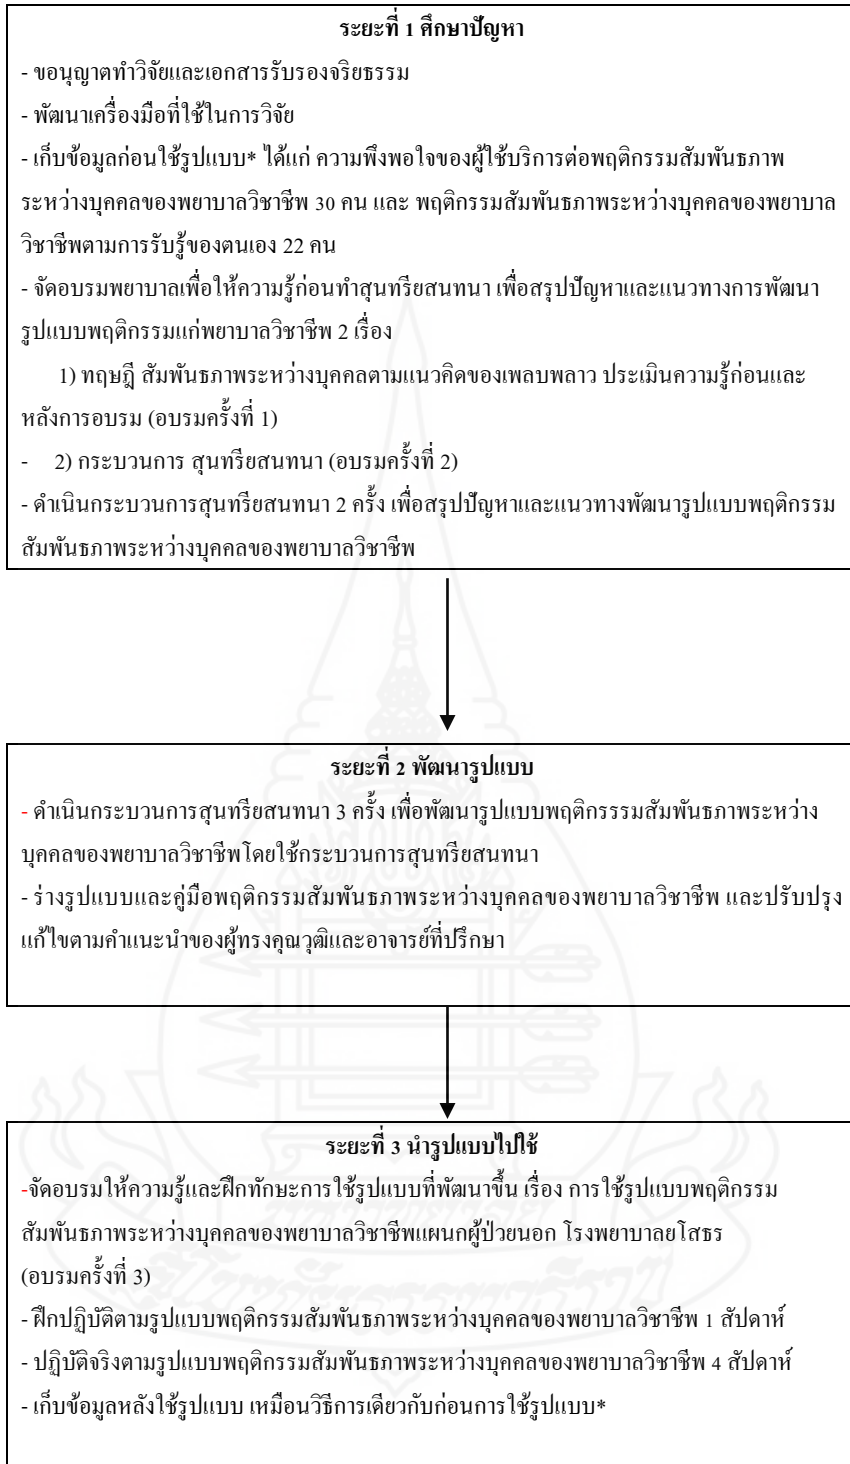 ระยะที่ 1 ศึกษาปัญหา
- ขอนุญาตทำวิจัยและเอกสารรับรองจริยธรรม
- พัฒนาเครื่องมือที่ใช้ในการวิจัย
- เก็บข้อมูลก่อนใช้รูปแบบ* ได้แก่ ความพึงพอใจของผู้ใช้บริการต่อพฤติกรรมสัมพันธภาพ
ระหว่างบุคคลของพยาบาลวิชาชีพ 30 คน และ พฤติกรรมสัมพันธภาพระหว่างบุคคลของพยาบาล
วิชาชีพตามการรับรู้ของตนเอง 22 คน
- จัดอบรมพยาบาลเพื่อให้ความรู้ก่อนทำสุนทรียสนทนา เพื่อสรุปปัญหาและแนวทางการพัฒนา
รูปแบบพฤติกรรมแก่พยาบาลวิชาชีพ 2 เรื่อง
1) ทฤษฎี สัมพันธภาพระหว่างบุคคลตามแนวคิดของเพลบพลาว ประเมินความรู้ก่อนและ
หลังการอบรม (อบรมครั้งที่ 1)
- 2) กระบวนการ สุนทรียสนทนา (อบรมครั้งที่ 2)
- ดำเนินกระบวนการสุนทรียสนทนา 2 ครั้ง เพื่อสรุปปัญหาและแนวทางพัฒนารูปแบบพฤติกรรม
สัมพันธภาพระหว่างบุคคลของพยาบาลวิชาชีพ
ระยะที่ 2 พัฒนารูปแบบ
- ดำเนินกระบวนการสุนทรียสนทนา 3 ครั้ง เพื่อพัฒนารูปแบบพฤติกรรรมสัมพันธภาพระหว่าง
บุคคลของพยาบาลวิชาชีพโดยใช้กระบวนการสุนทรียสนทนา
- ร่างรูปแบบและคู่มือพฤติกรรมสัมพันธภาพระหว่างบุคคลของพยาบาลวิชาชีพ และปรับปรุง
แก้ไขตามคำแนะนำของผู้ทรงคุณวุฒิและอาจารย์ที่ปรึกษา
ระยะที่ 3 นำรูปแบบไปใช้
-จัดอบรมให้ความรู้และฝึกทักษะการใช้รูปแบบที่พัฒนาขึ้น เรื่อง การใช้รูปแบบพฤติกรรม
สัมพันธภาพระหว่างบุคคลของพยาบาลวิชาชีพแผนกผู้ป่วยนอก โรงพยาบาลยโสธร
(อบรมครั้งที่ 3)
- ฝึกปฏิบัติตามรูปแบบพฤติกรรมสัมพันธภาพระหว่างบุคคลของพยาบาลวิชาชีพ 1 สัปดาห์
- ปฏิบัติจริงตามรูปแบบพฤติกรรมสัมพันธภาพระหว่างบุคคลของพยาบาลวิชาชีพ 4 สัปดาห์
- เก็บข้อมูลหลังใช้รูปแบบ เหมือนวิธีการเดียวกับก่อนการใช้รูปแบบ*